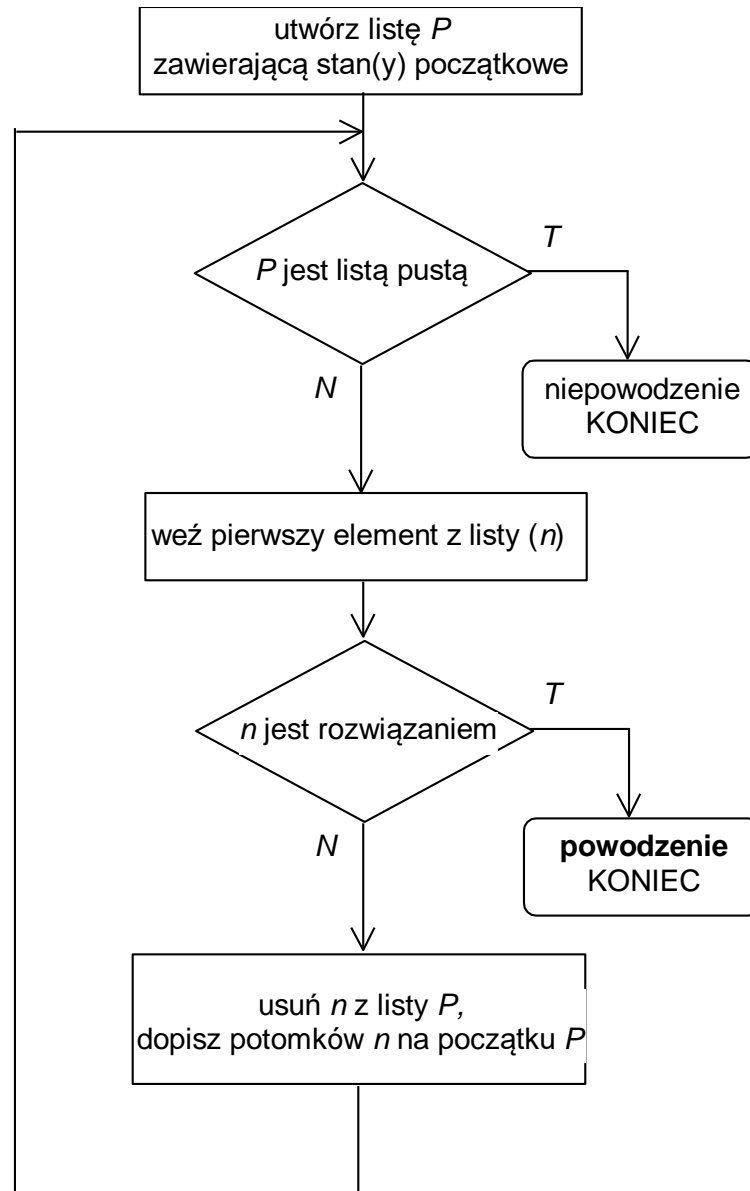 utwórz listę P
zawierającą stan(y) początkowe
P jest listą pustą
T
niepowodzenie
KONIEC
N
weź pierwszy element z listy (n)
n jest rozwiązaniem
T
powodzenie
KONIEC
N
usuń n z listy P,
dopisz potomków n na początku P